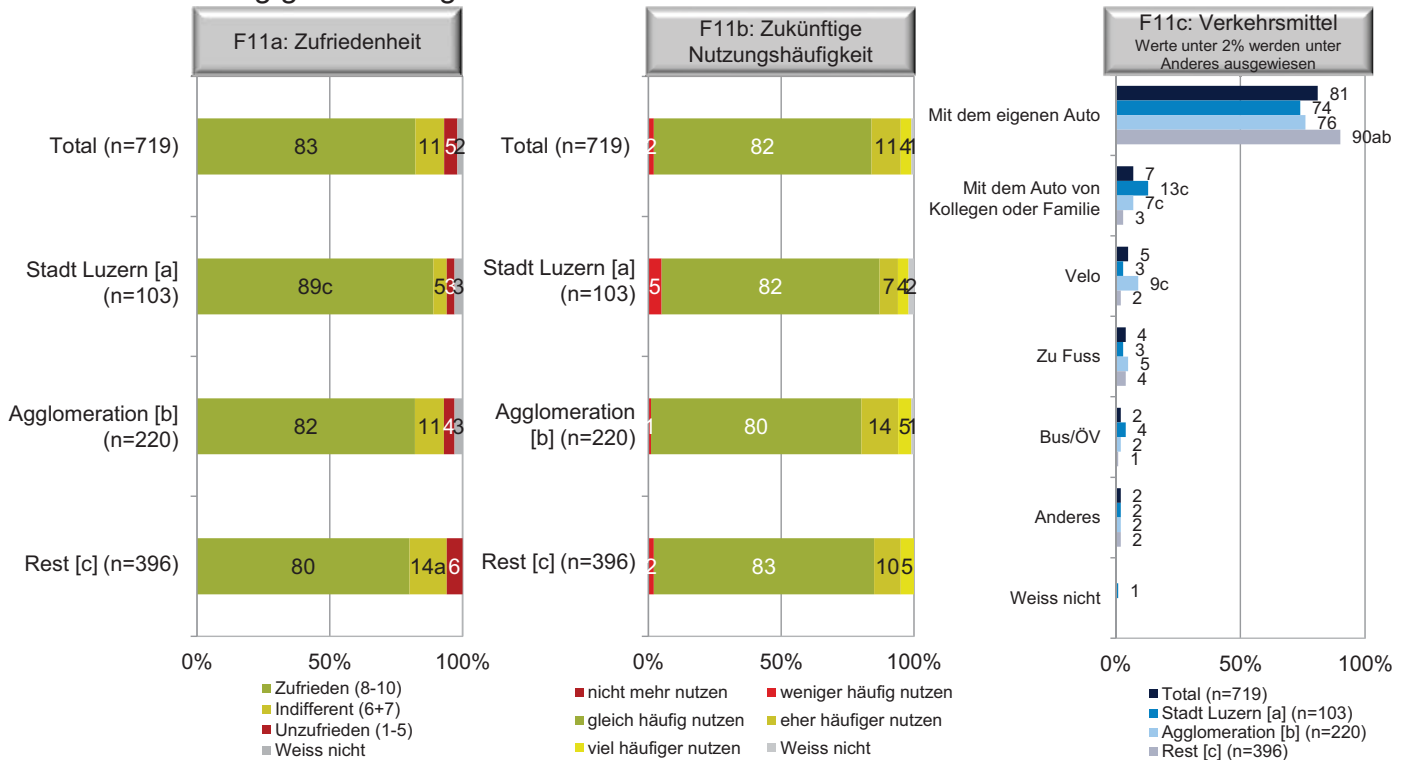 F11a: Zufriedenheit
Total (n=719)
83
11
5
2
Stadt Luzern [a]
(n=103)
89c
5
3
3
Agglomeration [b]
(n=220)
82
11
4
3
Rest [c] (n=396)
80
14a
6
0%
50%
100%
Zufrieden (8-10)
Indifferent (6+7)
Unzufrieden (1-5)
Weiss nicht
F11b: Zukünftige
Nutzungshäufigkeit
Total (n=719)
2
82
11
4
1
Stadt Luzern [a]
(n=103)
5
82
7
4
2
Agglomeration
[b] (n=220)
1
80
14
5
1
Rest [c] (n=396)
2
83
10
5
0%
50%
100%
nicht mehr nutzen
weniger häufig nutzen
gleich häufig nutzen
eher häufiger nutzen
viel häufiger nutzen
Weiss nicht
F11c: Verkehrsmittel
Werte unter 2% werden unter
Anderes ausgewiesen
Mit dem eigenen Auto
81
74
76
90ab
Mit dem Auto von
Kollegen oder Familie
7
13c
7c
3
Velo
5
3
9c
2
Zu Fuss
4
3
5
4
Bus/ÖV
2
4
2
1
Anderes
2
2
2
2
Weiss nicht
1
0%
50%
100%
Total (n=719)
Stadt Luzern [a] (n=103)
Agglomeration [b] (n=220)
Rest [c] (n=396)